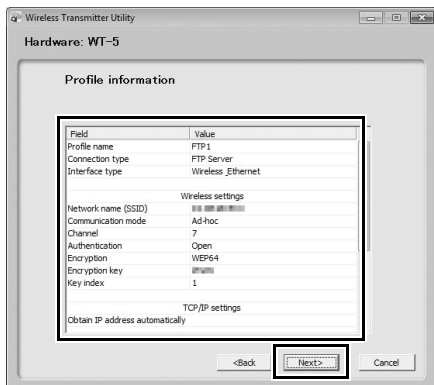 Wireless Transmitter Utility
Hardware: WT-5
Profile information
Field Value
Profile name FTP1
Connection type FTP Server
Interface type Wireless_Ethernet
Wireless settings
Network name (SSID)
Communication mode Ad-hoc
Channel 7
Authentication Open
Encryption WEP64
Encryption key
Key index 1
TCP/IP settings
Obtain IP address automatically
<Back Next> Cancel